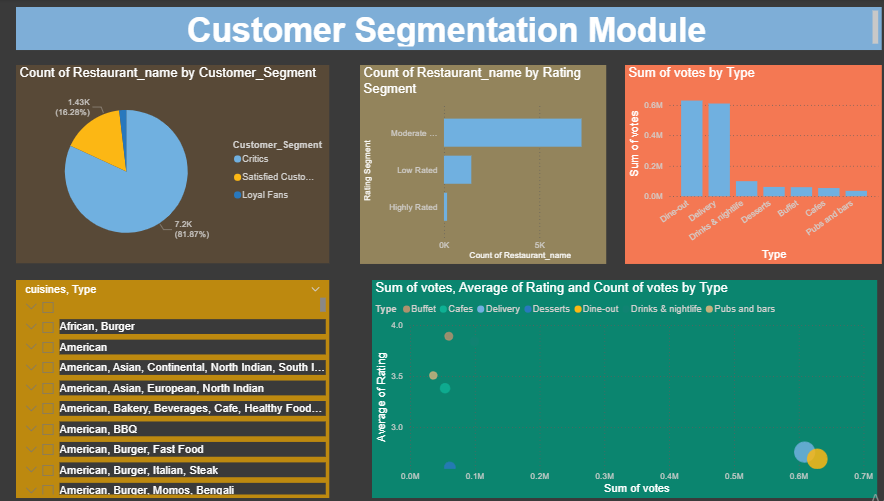 Customer Segmentation Module
Count of Restaurant_name by Customer_Segment
1.43K
(16.28%)
7.2K
(81.87%)
Customer_Segment
Critics
Satisfied Custo...
Loyal Fans
Count of Restaurant_name by Rating
Segment
Rating Segment
Moderate ...
Low Rated
Highly Rated
0K 5K
Count of Restaurant_name
Sum of votes by Type
Sum of votes
0.6M
0.4M
0.2M
0.0M
Dine-out
Delivery
Drinks & nightlife
Desserts
Buffet
Cafes
Pubs and bars
Type
cuisines, Type
African, Burger
American
American, Asian, Continental, North Indian, South I...
American, Asian, European, North Indian
American, Bakery, Beverages, Cafe, Healthy Food...
American, BBQ
American, Burger, Fast Food
American, Burger, Italian, Steak
American, Burger, Momos, Bengali
Sum of votes, Average of Rating and Count of votes by Type
Type Buffet Cafes Delivery Desserts Dine-out Drinks & nightlife Pubs and bars
Average of Rating
4.0
3.5
3.0
0.0M 0.1M 0.2M 0.3M 0.4M 0.5M 0.6M 0.7M
Sum of votes